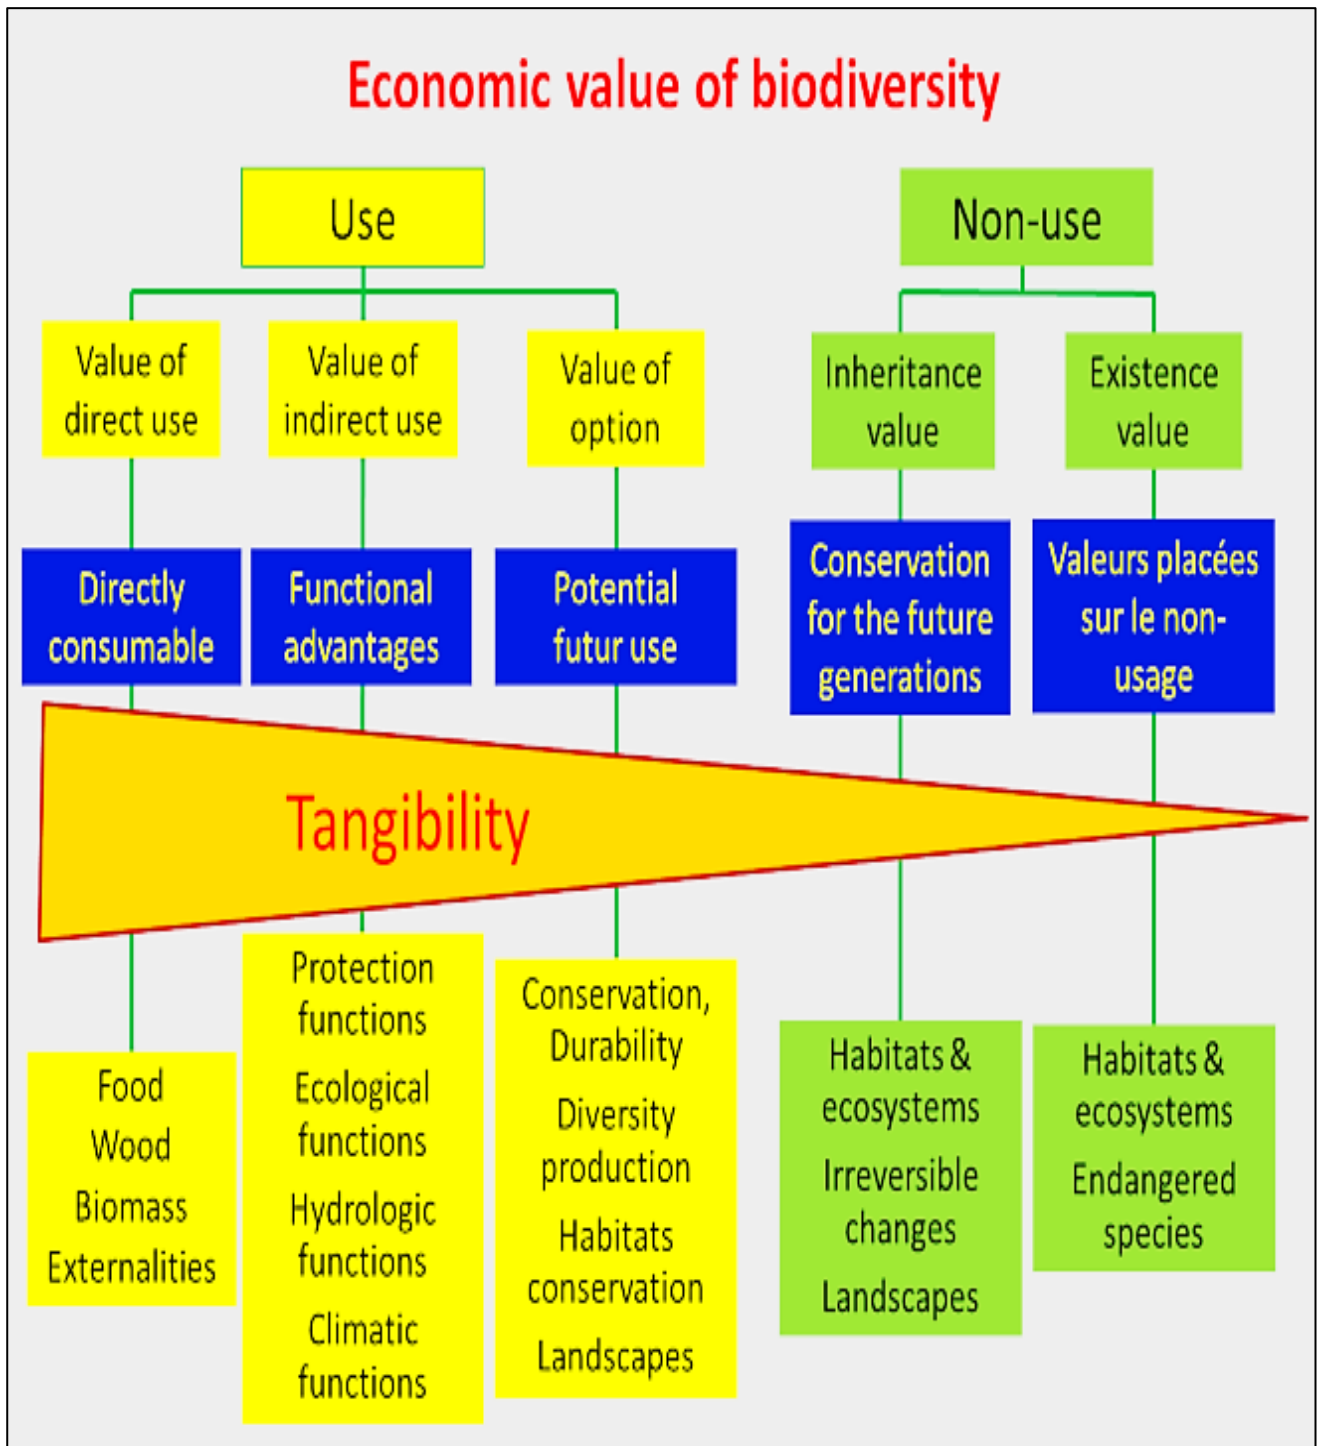 Economic value of biodiversity
Use
Non-use
Value of
direct use
Value of
indirect use
Value of
option
Inheritance
value
Existence
value
Directly
consumable
Functional
advantages
Potential
futur use
Conservation
for the future
generations
Valeurs placées
sur le non-
usage
Tangibility
Food
Wood
Biomass
Externalities
Protection
functions
Ecological
functions
Hydrologic
functions
Climatic
functions
Conservation,
Durability
Diversity
production
Habitats
conservation
Landscapes
Habitats &
ecosystems
Irreversible
changes
Landscapes
Habitats &
ecosystems
Endangered
species